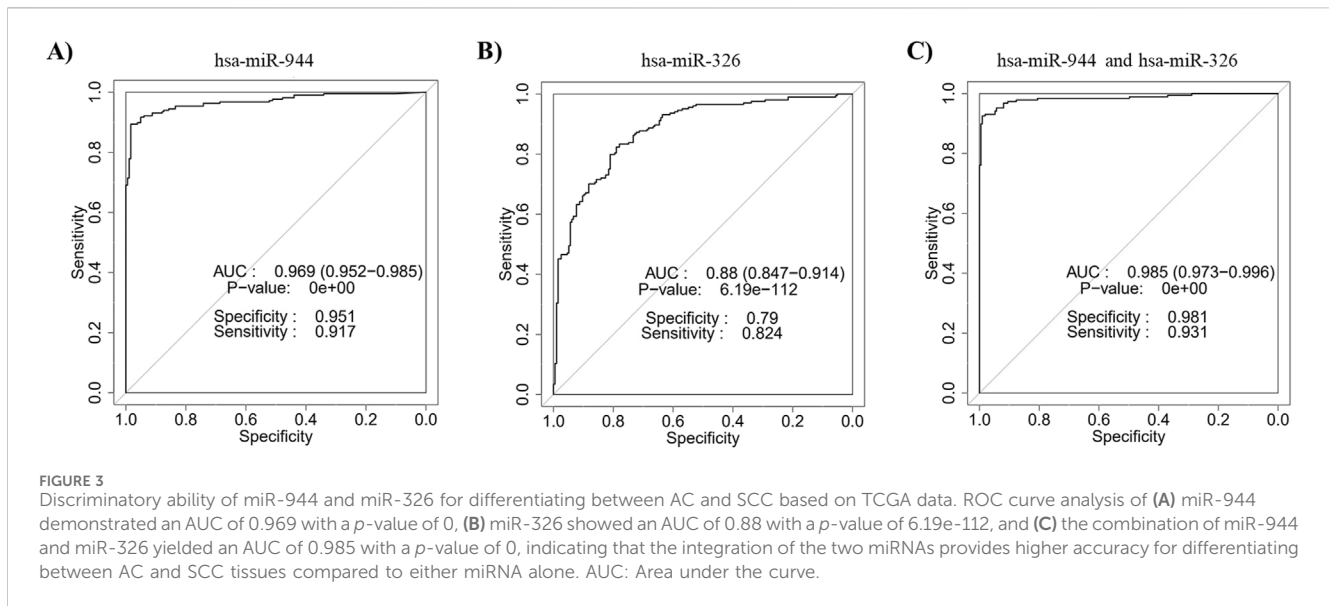 A)
hsa-miR-944
1.0
0.8
0.6
0.4
0.2
0.0
Sensitivity
AUC : 0.969 (0.952−0.985)
P−value: 0e+00
Specificity : 0.951
Sensitivity : 0.917
1.0 0.8 0.6 0.4 0.2 0.0
Specificity
B)
hsa-miR-326
1.0
0.8
0.6
0.4
0.2
0.0
Sensitivity
AUC : 0.88 (0.847−0.914)
P−value: 6.19e−112
Specificity : 0.79
Sensitivity : 0.824
1.0 0.8 0.6 0.4 0.2 0.0
Specificity
C)
hsa-miR-944 and hsa-miR-326
1.0
0.8
0.6
0.4
0.2
0.0
Sensitivity
AUC : 0.985 (0.973−0.996)
P−value: 0e+00
Specificity : 0.981
Sensitivity : 0.931
1.0 0.8 0.6 0.4 0.2 0.0
Specificity
FIGURE 3
Discriminatory ability of miR-944 and miR-326 for differentiating between AC and SCC based on TCGA data. ROC curve analysis of (A) miR-944
demonstrated an AUC of 0.969 with a p-value of 0, (B) miR-326 showed an AUC of 0.88 with a p-value of 6.19e-112, and (C) the combination of miR-944
and miR-326 yielded an AUC of 0.985 with a p-value of 0, indicating that the integration of the two miRNAs provides higher accuracy for differentiating
between AC and SCC tissues compared to either miRNA alone. AUC: Area under the curve.